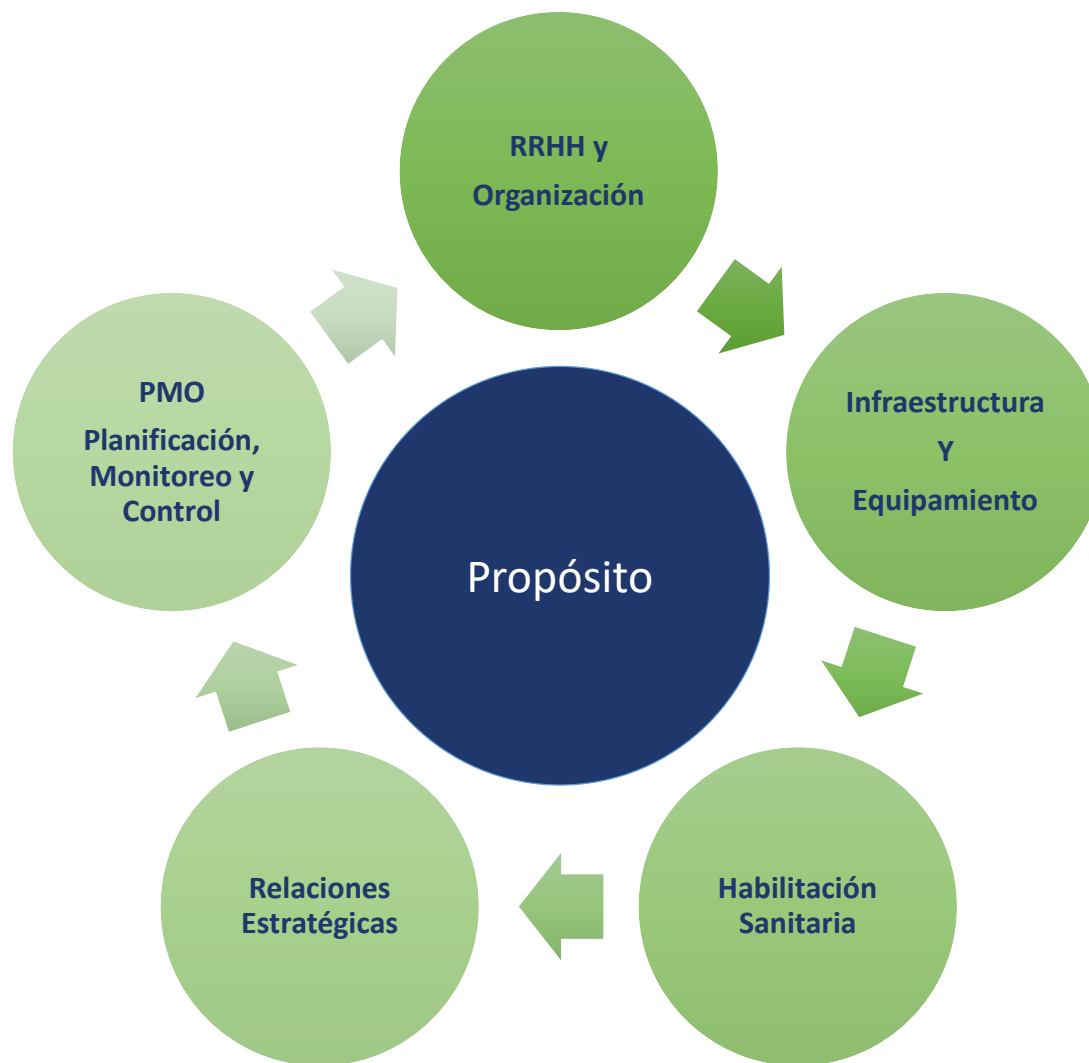 RRHH y
Organización
Infraestructura
Y
Equipamiento
Habilitación
Sanitaria
Relaciones
Estratégicas
PMO
Planificación,
Monitoreo y
Control
Propósito